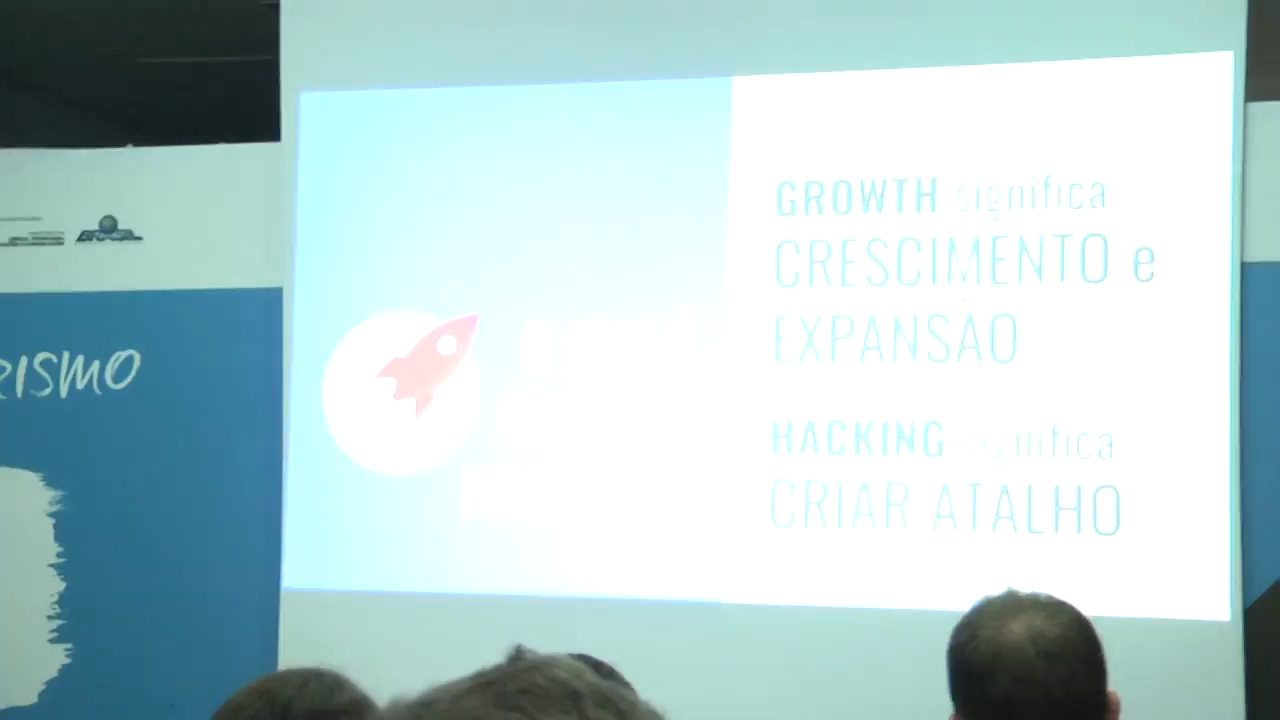 RISMO
GROWTH significa
CRESCIMENTO e
EXPANSÃO
HACKING significa
CRIAR ATALHO